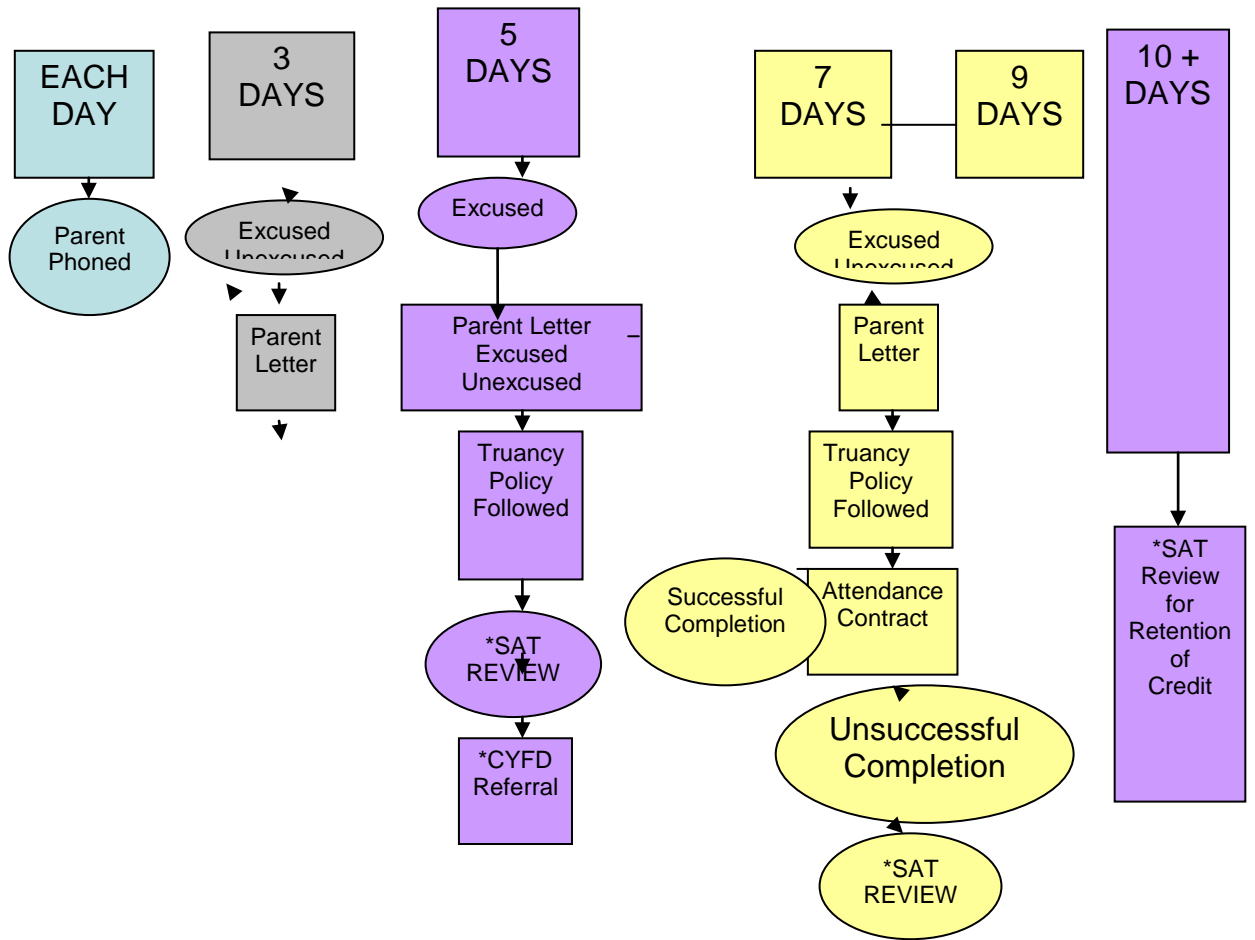 EACH
DAY
Parent
Phoned
3
DAYS
Excused
Unexcused
Parent
Letter
5
DAYS
Excused
Parent Letter
Excused
Unexcused
Truancy
Policy
Followed
*SAT
REVIEW
*CYFD
Referral
7
DAYS
9
DAYS
Excused
Unexcused
Parent
Letter
Truancy
Policy
Followed
Attendance
Contract
Successful
Completion
Unsuccessful
Completion
*SAT
REVIEW
10 +
DAYS
*SAT
Review
for
Retention
of
Credit